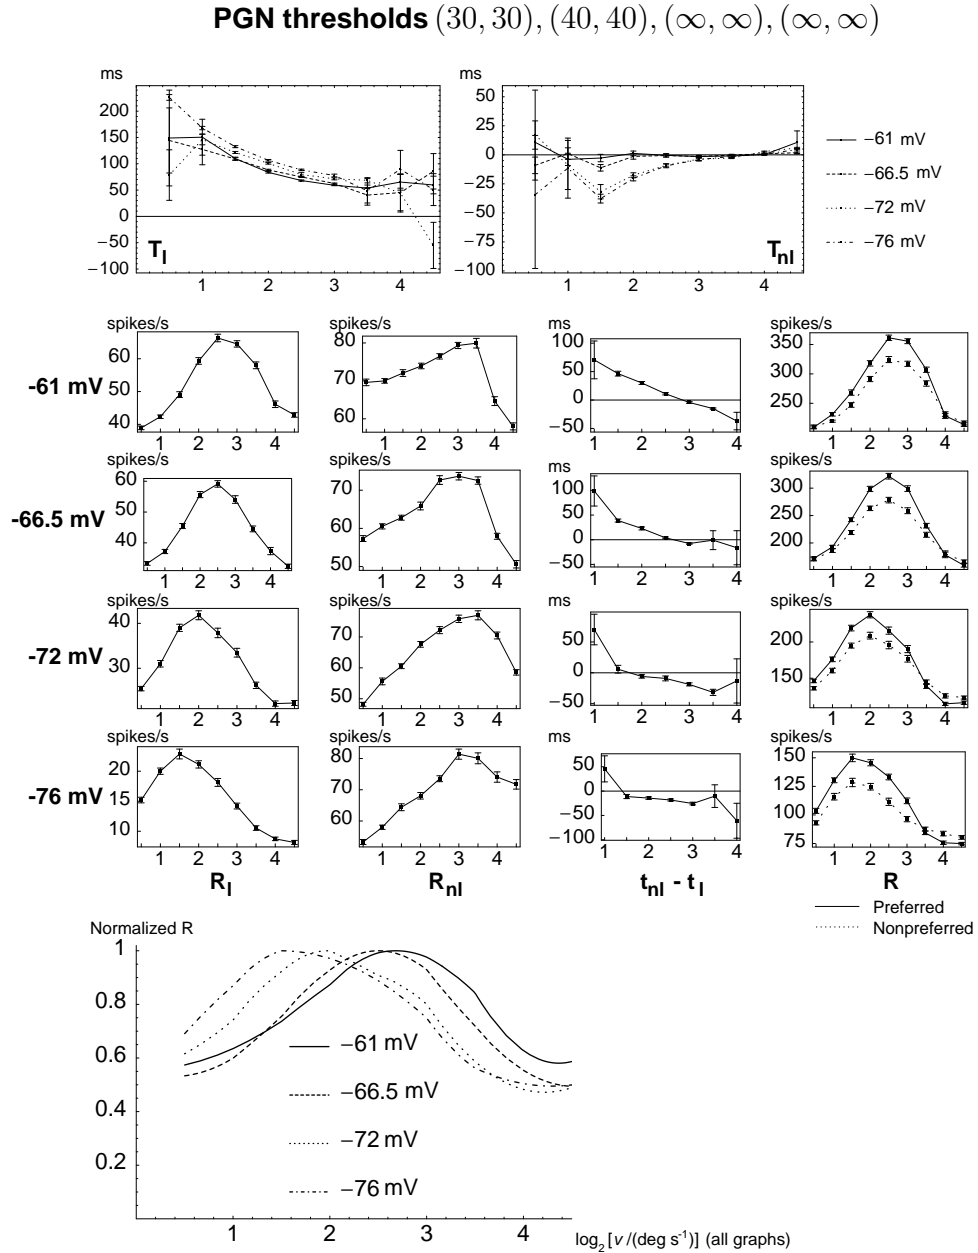 PGN thresholds (30, 30), (40, 40), (∞, ∞), (∞, ∞)
ms ms
200 150 100 50 0 −50 −100
1 2 3 4
T_l
50 25 0 −25 −50 −75 −100
1 2 3 4
T_nl
−61 mV
−66.5 mV
−72 mV
−76 mV
spikes/s spikes/s ms spikes/s
-61 mV
60 50 40
1 2 3 4
80 70 60
1 2 3 4
100 50 0 −50
1 2 3 4
350 300 250
1 2 3 4
spikes/s spikes/s ms spikes/s
-66.5 mV
60 50 40
1 2 3 4
70 60 50
1 2 3 4
100 50 0 −50
1 2 3 4
300 250 200
1 2 3 4
spikes/s spikes/s ms spikes/s
-72 mV
40 30
1 2 3 4
70 60 50
1 2 3 4
50 0 −50
1 2 3 4
200 150
1 2 3 4
spikes/s spikes/s ms spikes/s
-76 mV
20 15 10
1 2 3 4
80 70 60
1 2 3 4
50 0 −50 −100
1 2 3 4
150 125 100 75
1 2 3 4
R_l R_nl t_nl - t_l R
Preferred
Nonpreferred
Normalized R
1
0.8
0.6
0.4
0.2
−61 mV
−66.5 mV
−72 mV
−76 mV
1 2 3 4
log₂ [v /(deg s⁻¹)] (all graphs)